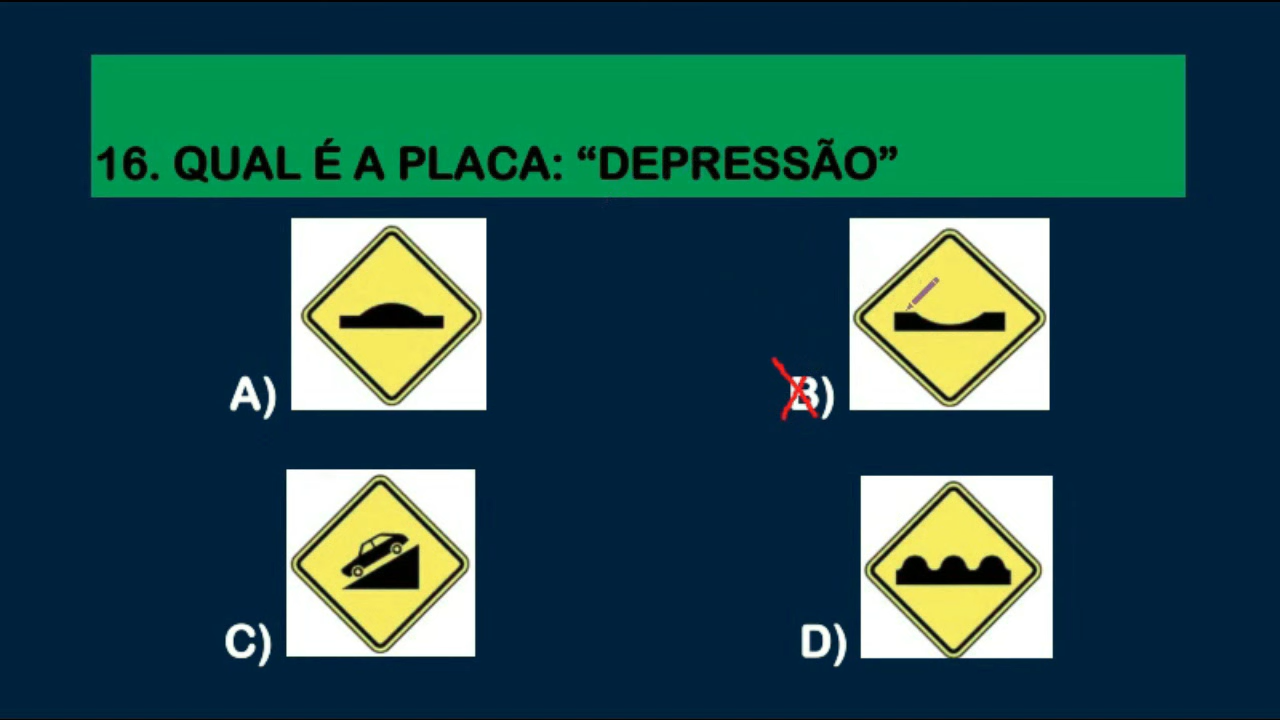 16. QUAL É A PLACA: “DEPRESSÃO”
A)
B)
C)
D)